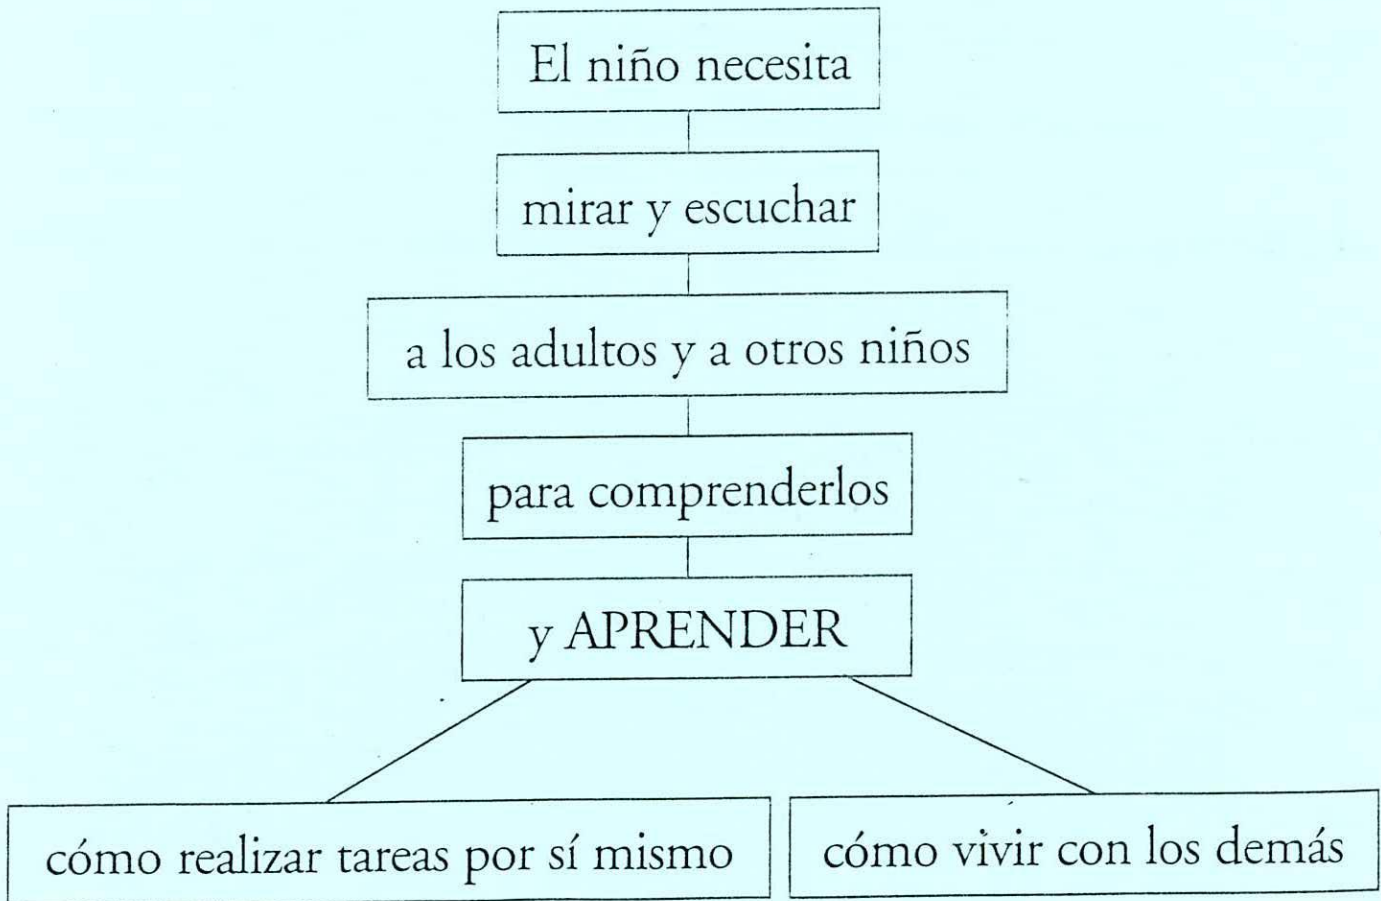 El niño necesita
mirar y escuchar
a los adultos y a otros niños
para comprenderlos
y APRENDER
cómo realizar tareas por sí mismo
cómo vivir con los demás